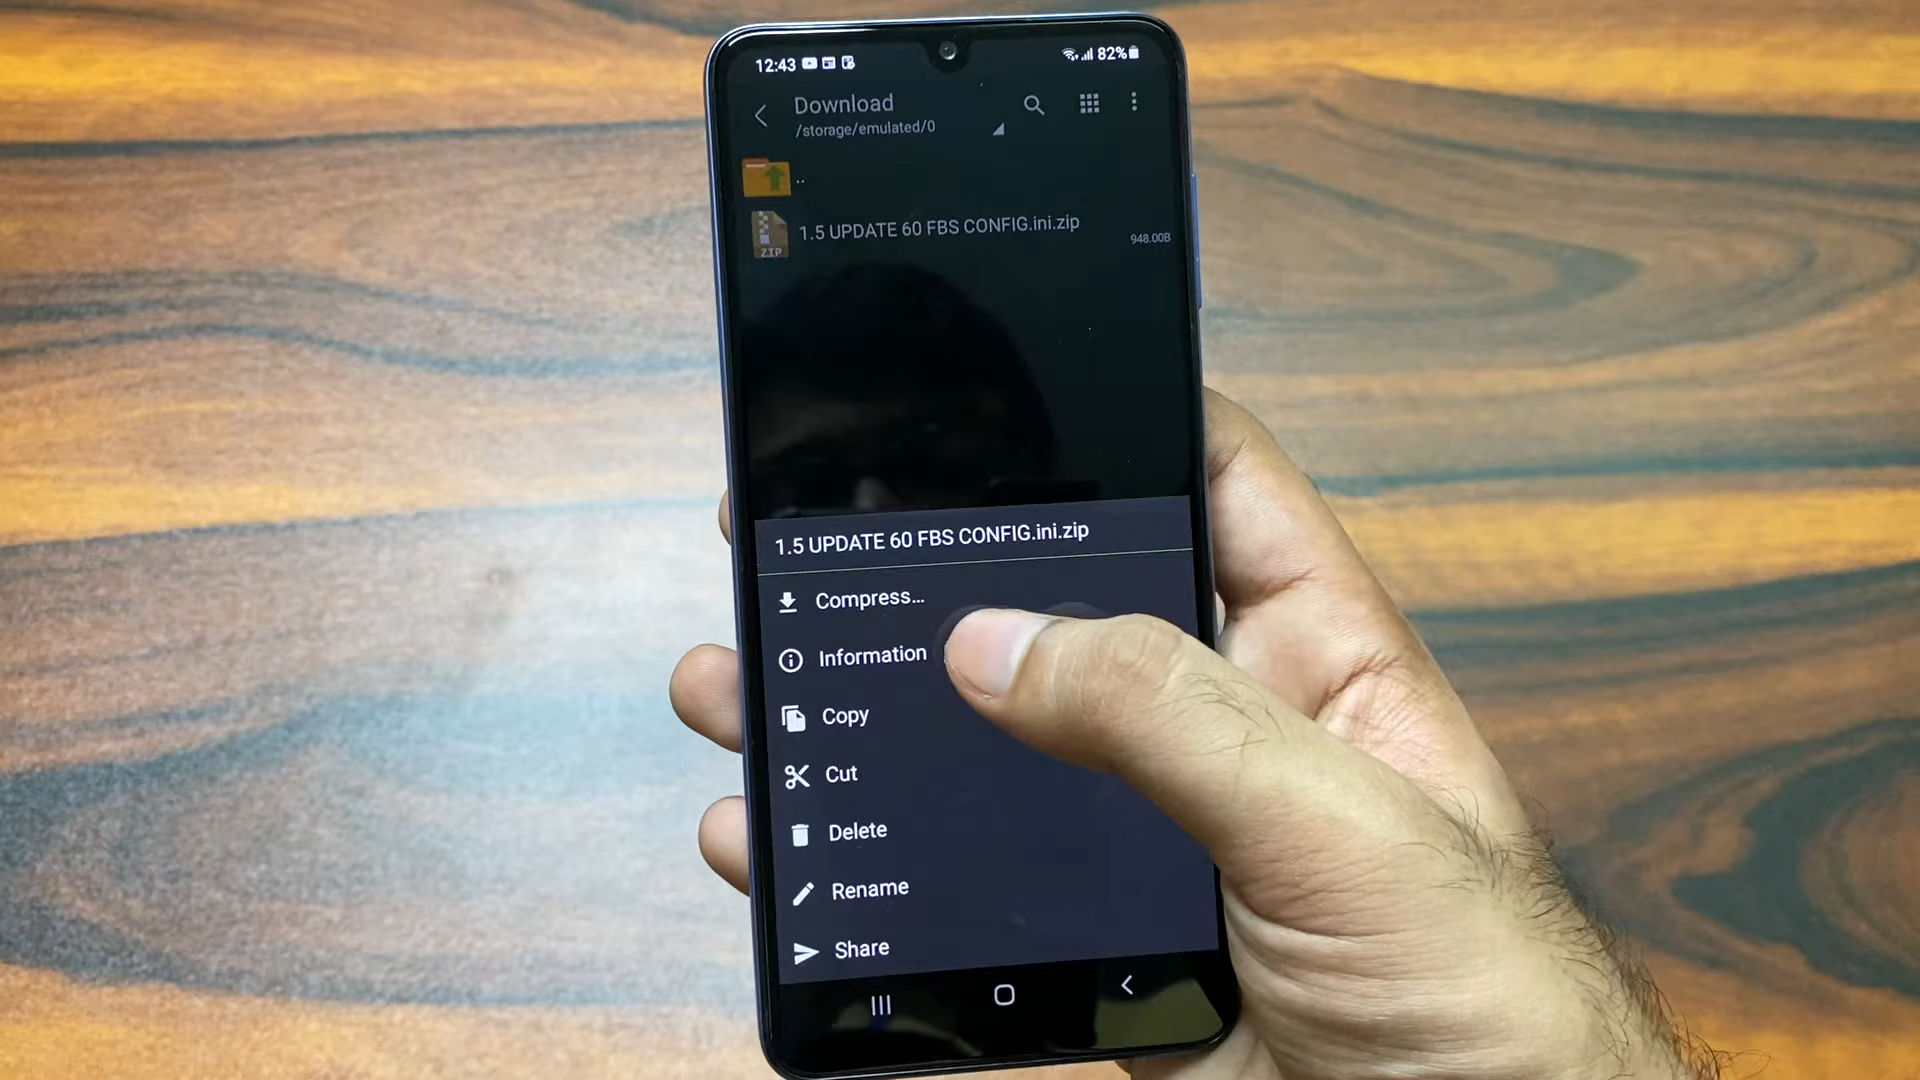 12:43
82%
Download
/storage/emulated/0
..
1.5 UPDATE 60 FBS CONFIG.ini.zip
948.00B
ZIP
1.5 UPDATE 60 FBS CONFIG.ini.zip
Compress...
Information
Copy
Cut
Delete
Rename
Share